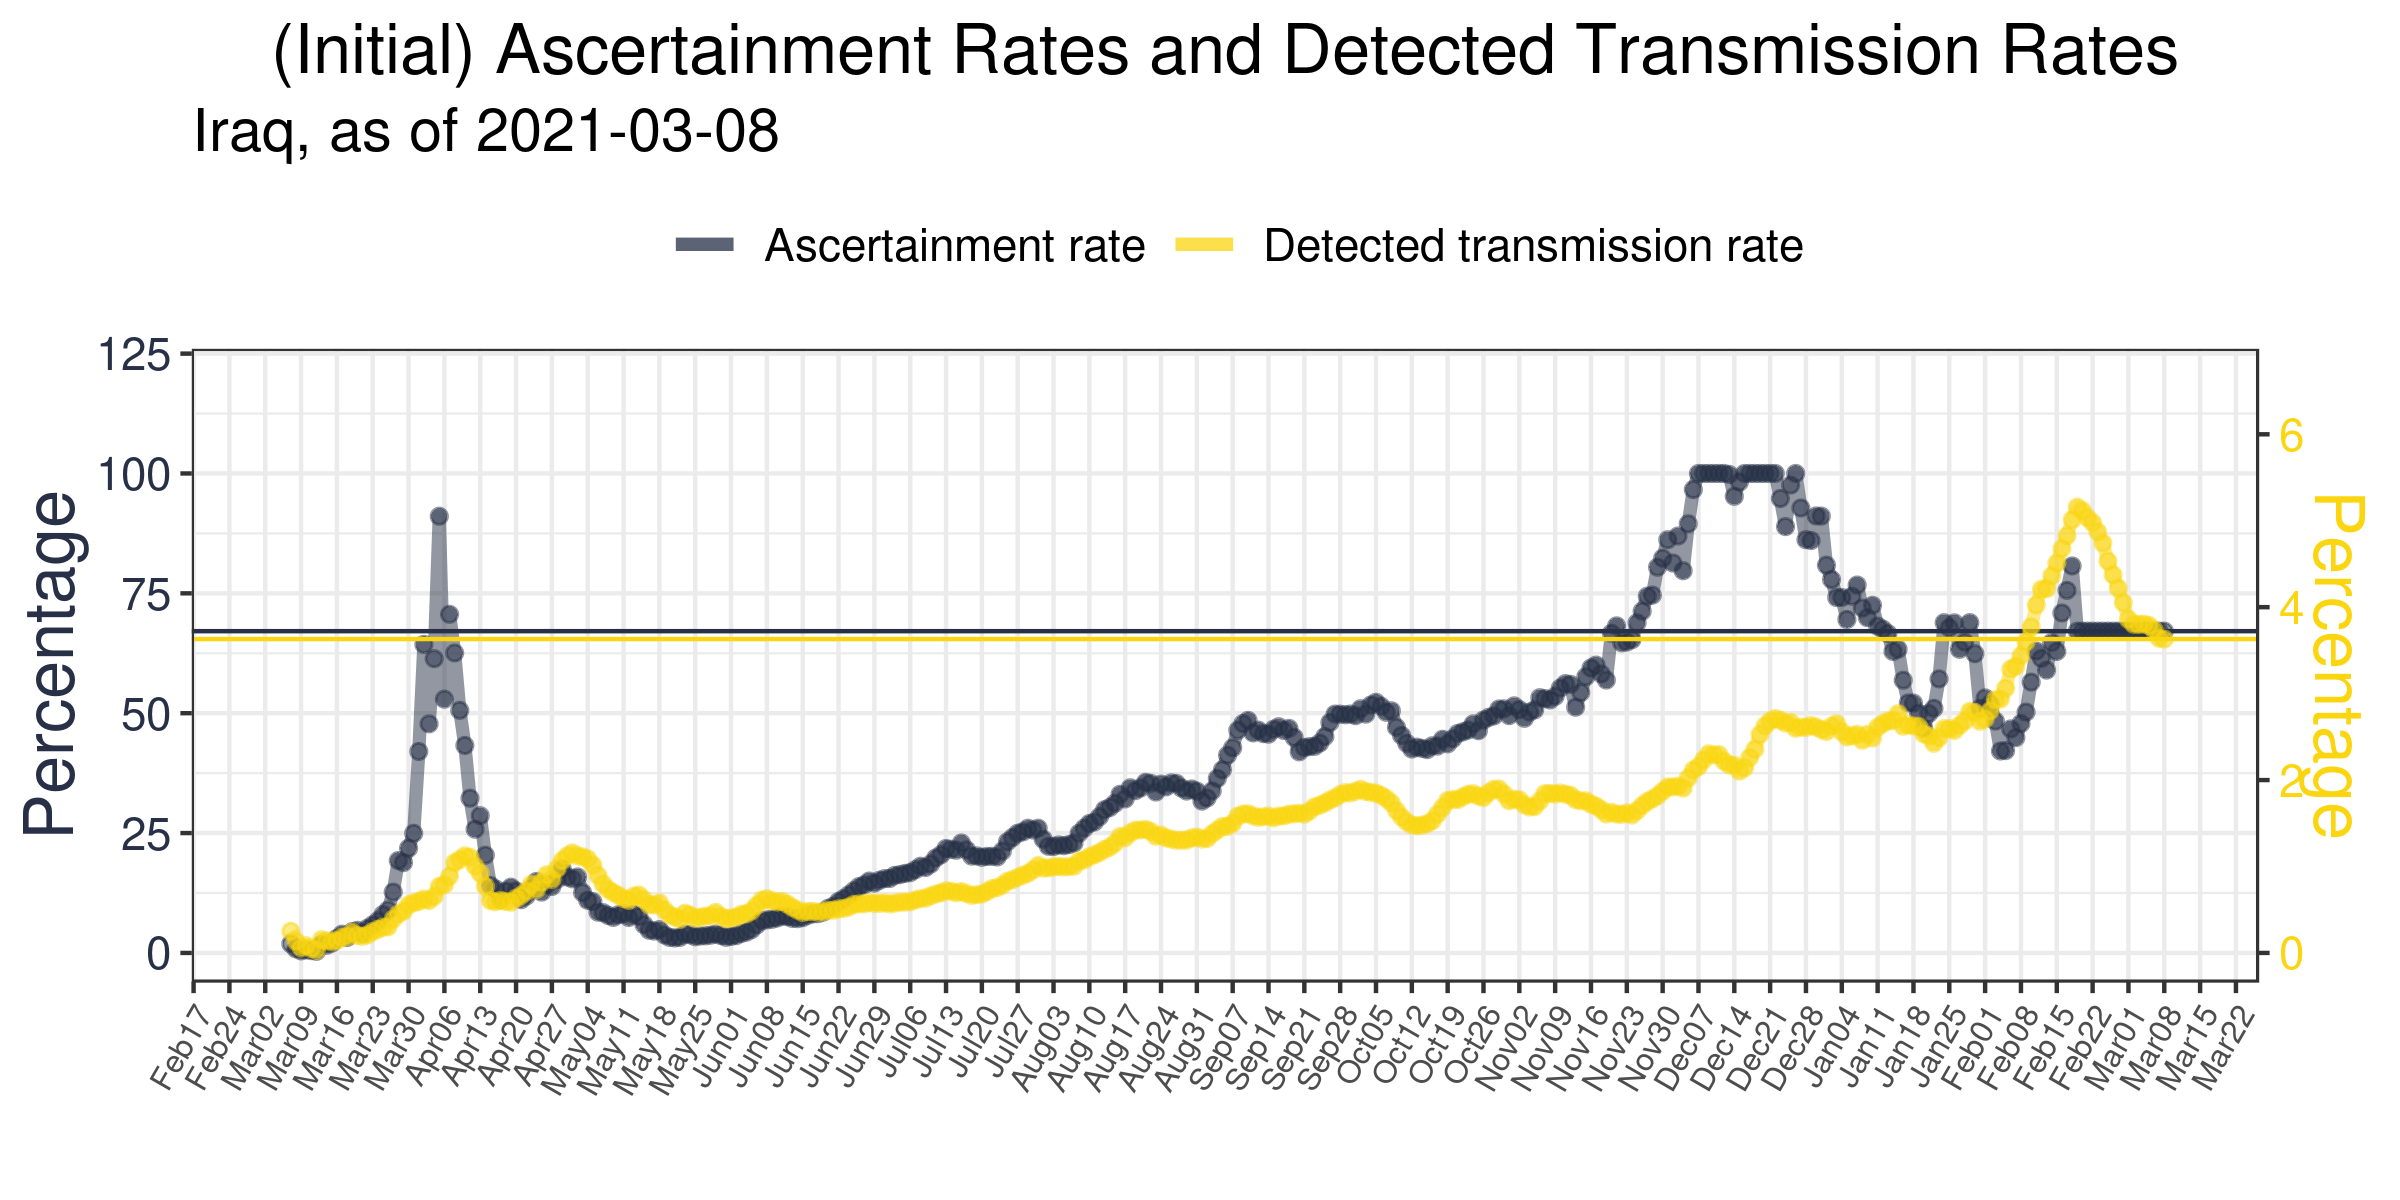 (Initial) Ascertainment Rates and Detected Transmission Rates
Iraq, as of 2021-03-08
Ascertainment rate
Detected transmission rate
Percentage
125
100
75
50
25
0
6
4
2
0
Percentage
Feb17
Feb24
Mar02
Mar09
Mar16
Mar23
Mar30
Apr06
Apr13
Apr20
Apr27
May04
May11
May18
May25
Jun01
Jun08
Jun15
Jun22
Jun29
Jul06
Jul13
Jul20
Jul27
Aug03
Aug10
Aug17
Aug24
Aug31
Sep07
Sep14
Sep21
Sep28
Oct05
Oct12
Oct19
Oct26
Nov02
Nov09
Nov16
Nov23
Nov30
Dec07
Dec14
Dec21
Dec28
Jan04
Jan11
Jan18
Jan25
Feb01
Feb08
Feb15
Feb22
Mar01
Mar08
Mar15
Mar22